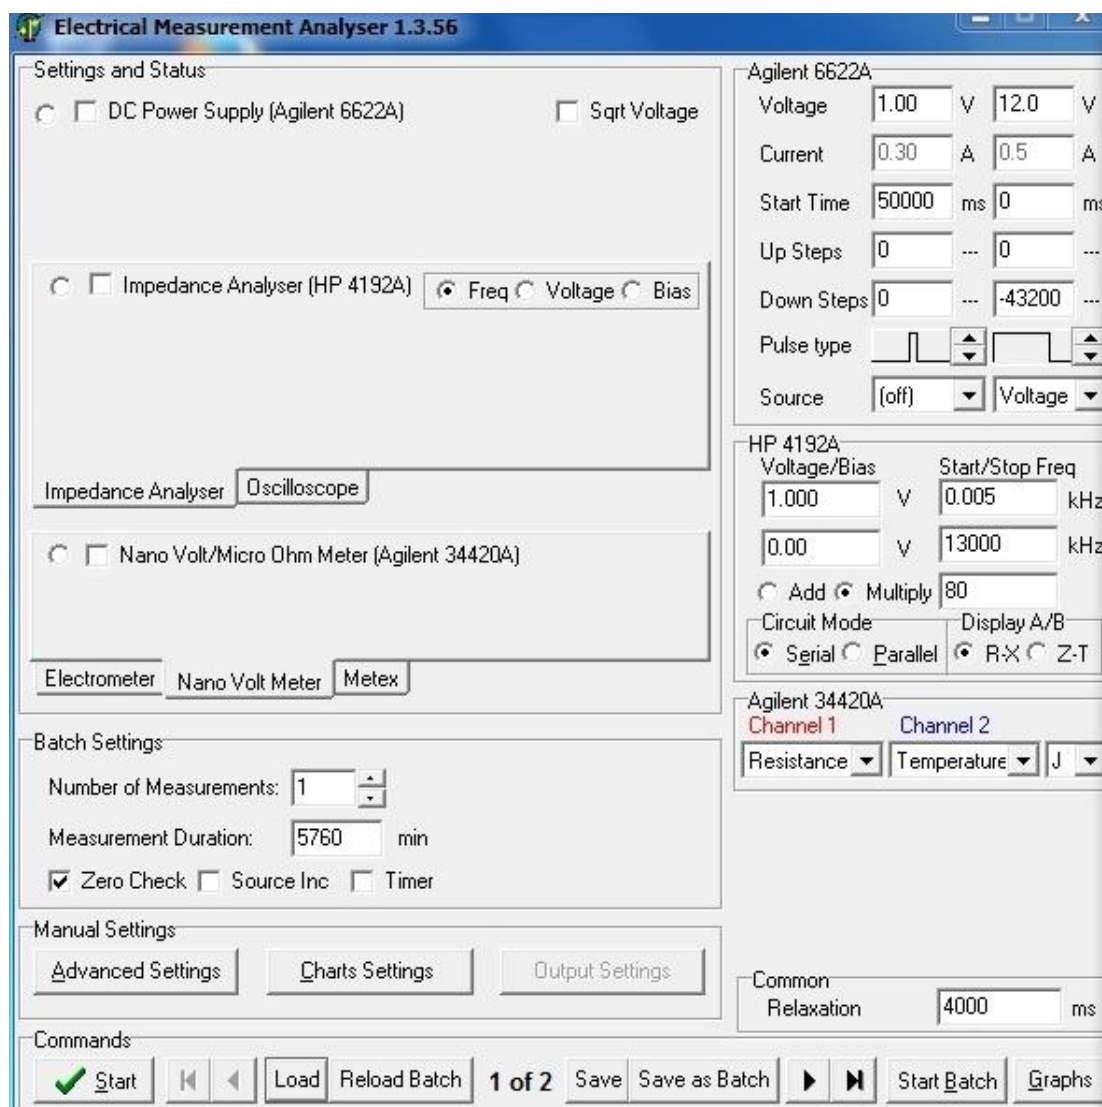 Electrical Measurement Analyser 1.3.56
Settings and Status
DC Power Supply (Agilent 6622A) Sqrt Voltage
Impedance Analyser (HP 4192A) Freq Voltage Bias
Impedance Analyser Oscilloscope
Nano Volt/Micro Ohm Meter (Agilent 34420A)
Electrometer Nano Volt Meter Metex
Batch Settings
Number of Measurements: 1
Measurement Duration: 5760 min
Zero Check Source Inc Timer
Manual Settings
Advanced Settings Charts Settings Output Settings
Agilent 6622A
Voltage 1.00 V 12.0 V
Current 0.30 A 0.5 A
Start Time 50000 ms 0 ms
Up Steps 0 --- 0 ---
Down Steps 0 --- -43200 ---
Pulse type
Source (off) Voltage
HP 4192A
Voltage/Bias Start/Stop Freq
1.000 V 0.005 kHz
0.00 V 13000 kHz
Add Multiply 80
Circuit Mode Display A/B
Serial Parallel R-X Z-T
Agilent 34420A
Channel 1 Channel 2
Resistance Temperature J
Common
Relaxation 4000 ms
Commands
Start Load Reload Batch 1 of 2 Save Save as Batch Start Batch Graphs